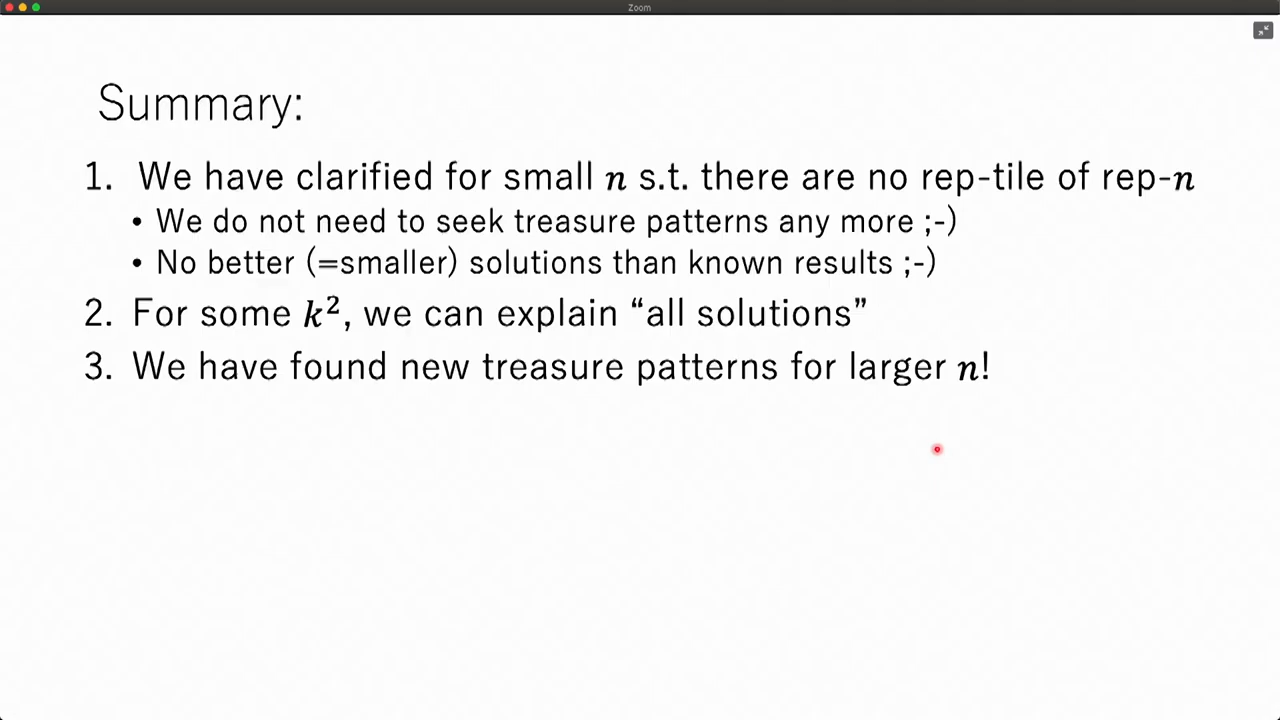 Zoom
Summary:
1. We have clarified for small n s.t. there are no rep-tile of rep-n
• We do not need to seek treasure patterns any more ;-)
• No better (=smaller) solutions than known results ;-)
2. For some k², we can explain “all solutions”
3. We have found new treasure patterns for larger n!